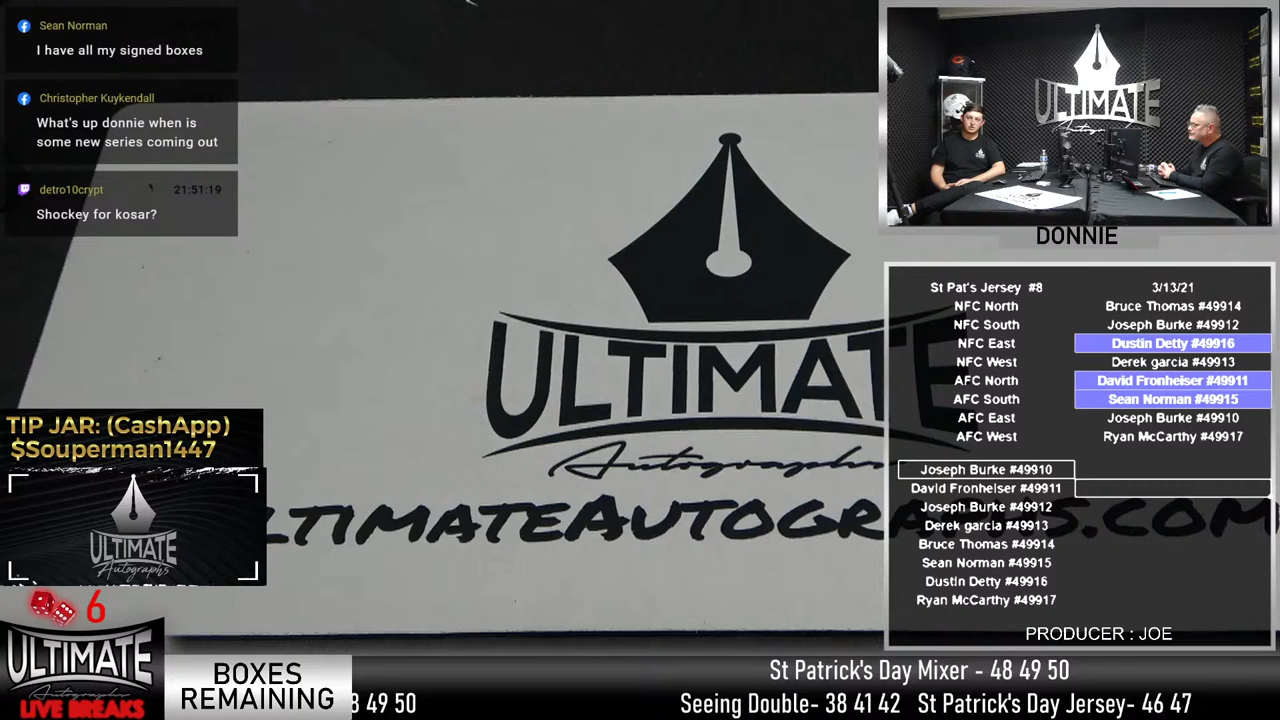 Sean Norman
I have all my signed boxes
Christopher Kuykendall
What's up donnie when is
some new series coming out
detro10crypt 21:51:19
Shockey for kosar?
ULTIMATE
Autographs
ULTIMATEAUTOGRAPHS.COM
ULTIMATE
Autographs
DONNIE
St Pat's Jersey #8 3/13/21
NFC North Bruce Thomas #49914
NFC South Joseph Burke #49912
NFC East Dustin Detty #49916
NFC West Derek garcia #49913
AFC North David Fronheiser #49911
AFC South Sean Norman #49915
AFC East Joseph Burke #49910
AFC West Ryan McCarthy #49917
Joseph Burke #49910
David Fronheiser #49911
Joseph Burke #49912
Derek garcia #49913
Bruce Thomas #49914
Sean Norman #49915
Dustin Detty #49916
Ryan McCarthy #49917
PRODUCER : JOE
TIP JAR: (CashApp)
$Souperman1447
ULTIMATE
Autographs
6
ULTIMATE
Autographs
LIVE BREAKS
BOXES
REMAINING
St Patrick's Day Mixer - 48 49 50
8 49 50 Seeing Double- 38 41 42 St Patrick's Day Jersey- 46 47